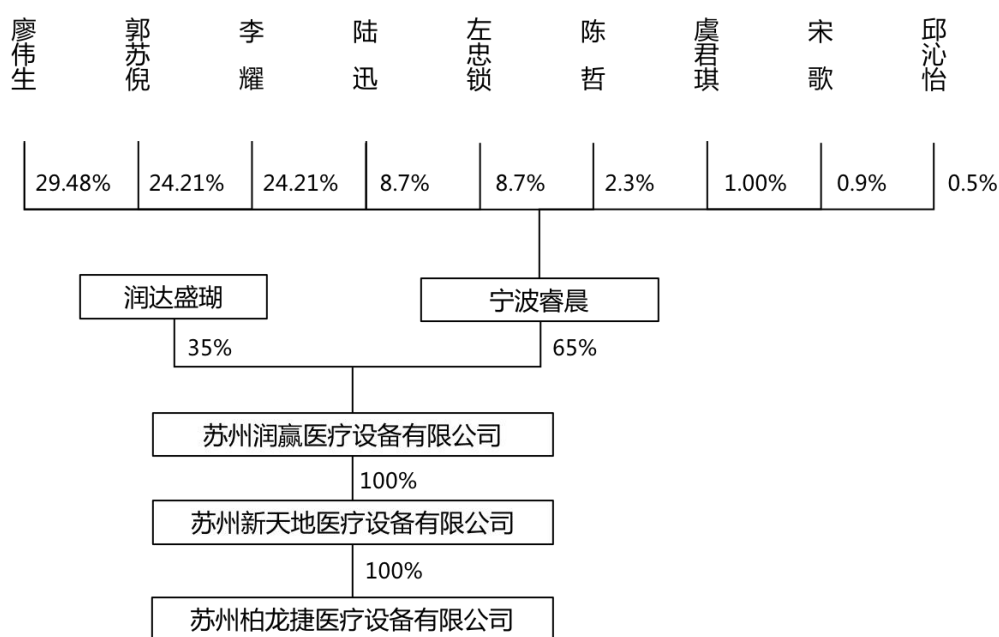 廖伟生
郭苏倪
李耀
陆迅
左忠锁
陈哲
虞君琪
宋歌
邱沁怡
29.48%
24.21%
24.21%
8.7%
8.7%
2.3%
1.00%
0.9%
0.5%
润达盛瑚
宁波睿晨
35%
65%
苏州润赢医疗设备有限公司
100%
苏州新天地医疗设备有限公司
100%
苏州柏龙捷医疗设备有限公司